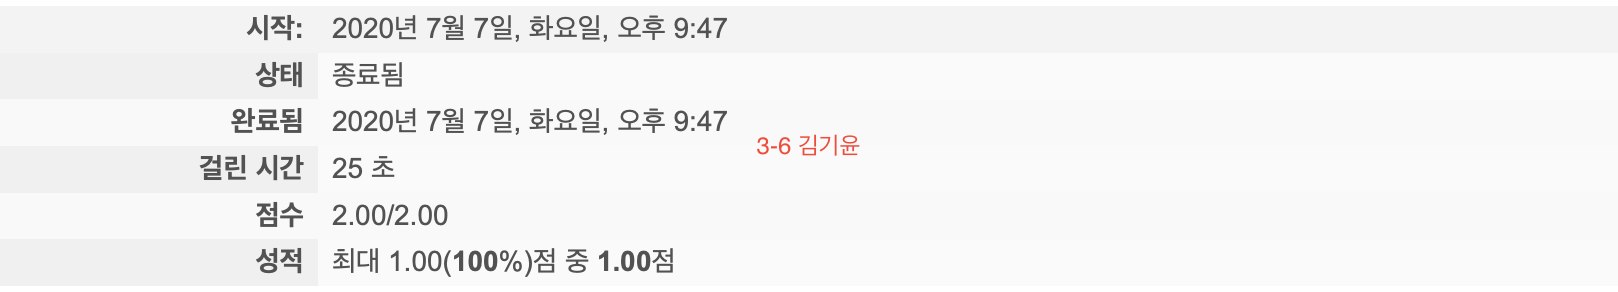 시작: 2020년 7월 7일, 화요일, 오후 9:47
상태 종료됨
완료됨 2020년 7월 7일, 화요일, 오후 9:47
3-6 김기윤
걸린 시간 25 초
점수 2.00/2.00
성적 최대 1.00(100%)점 중 1.00점